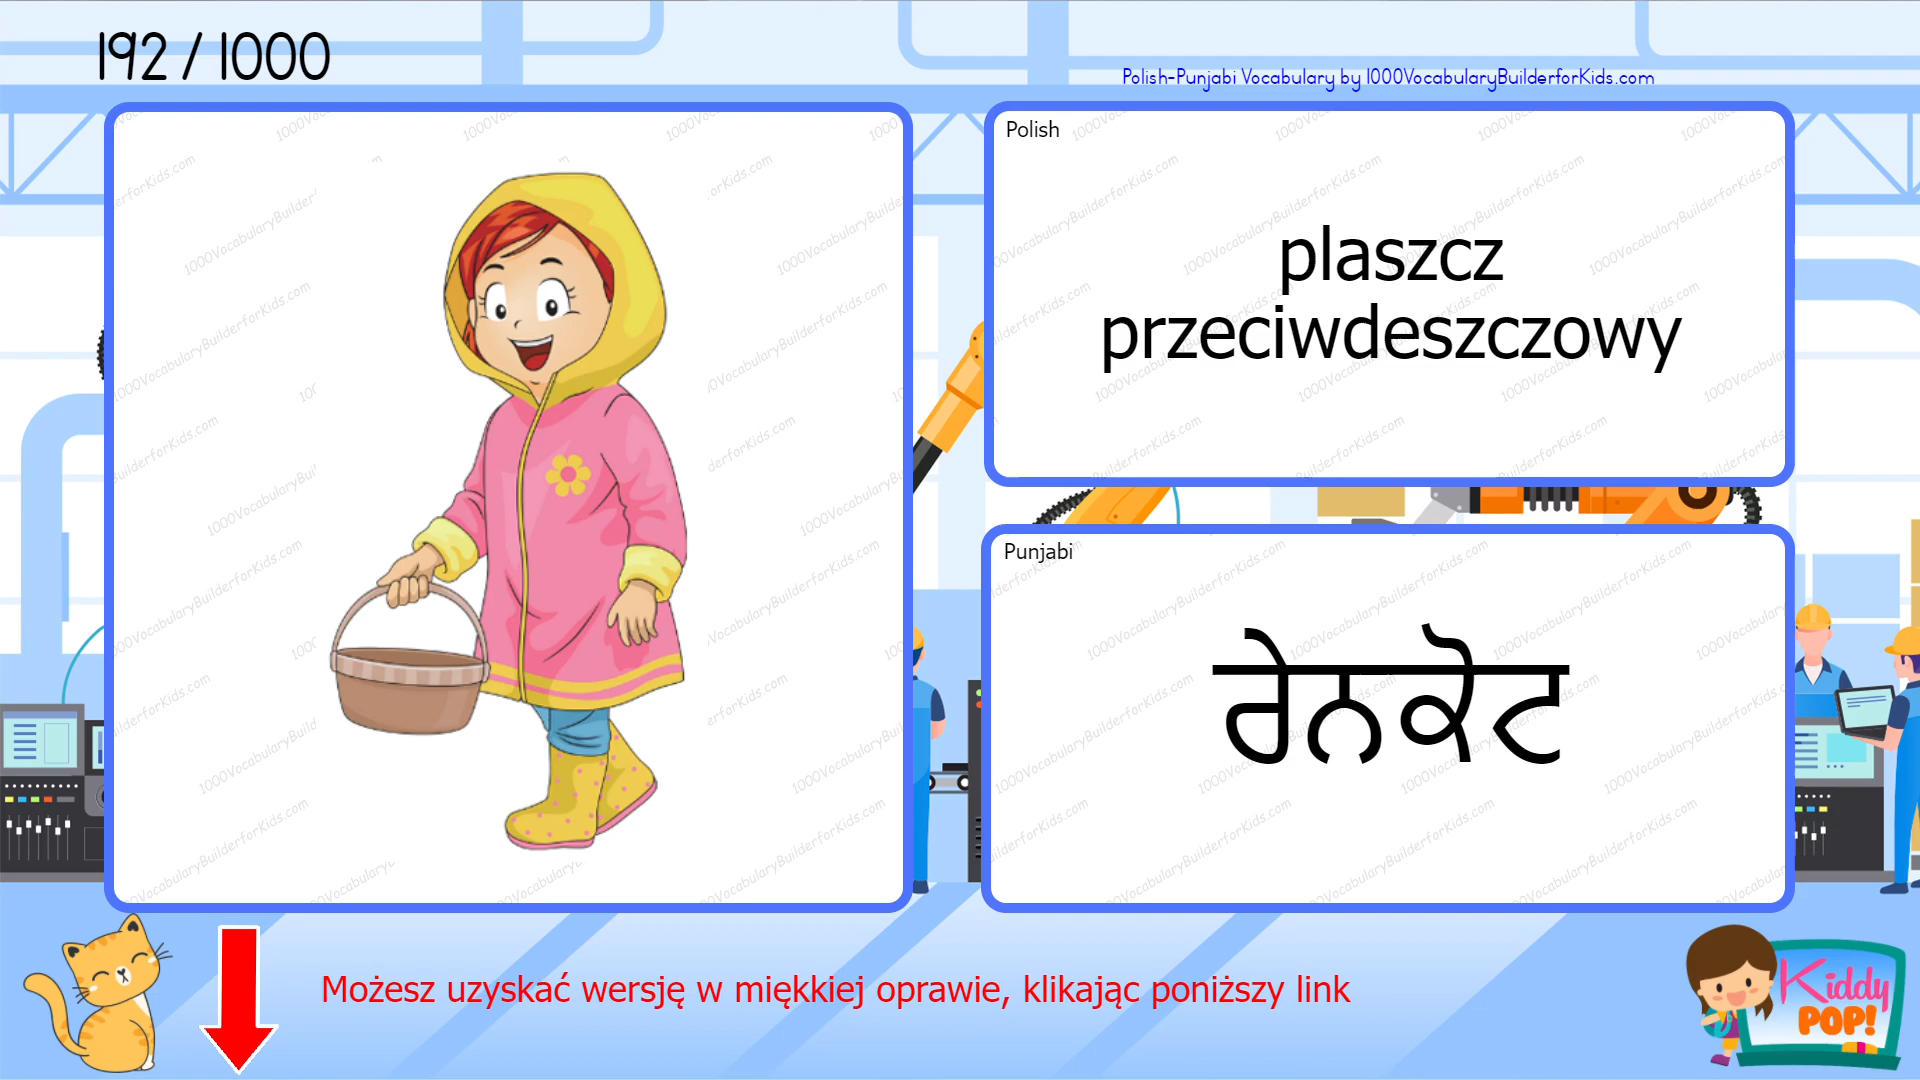 192 / 1000
Polish-Punjabi Vocabulary by 1000VocabularyBuilderforKids.com
Polish
plaszcz
przeciwdeszczowy
Punjabi
ਰੇਨਕੋਟ
Możesz uzyskać wersję w miękkiej oprawie, klikając poniższy link
Kiddy
POP!